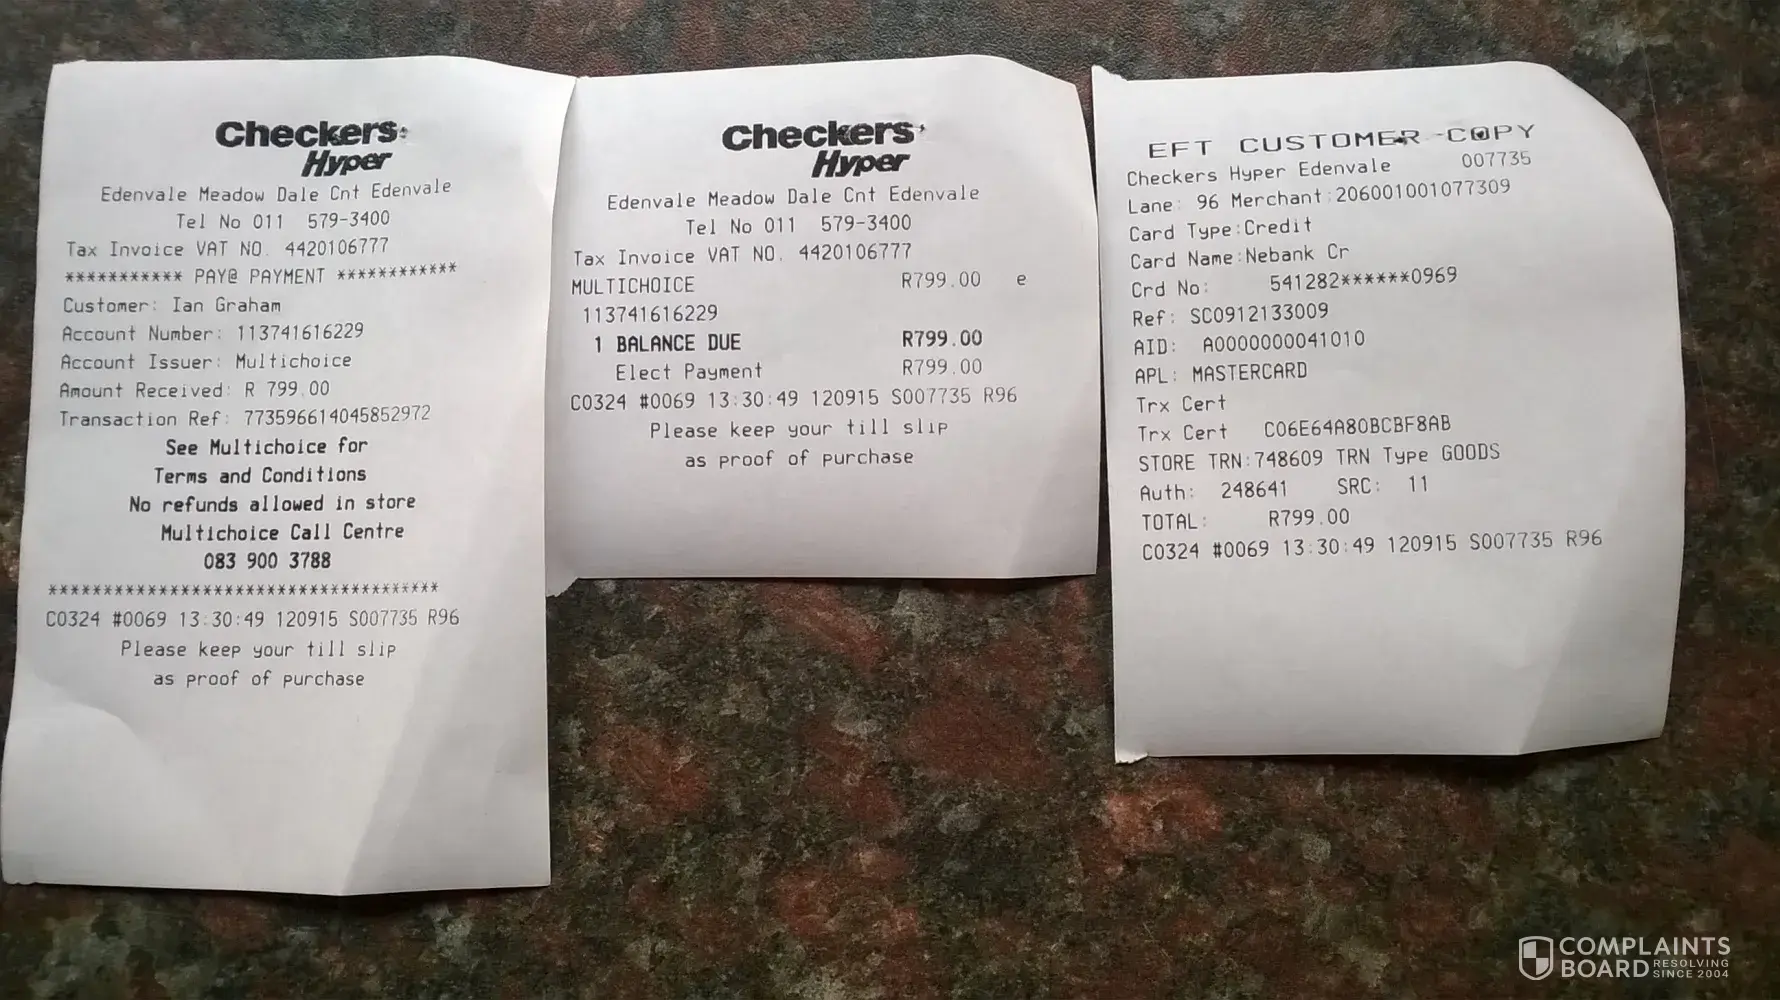 Checkers
Hyper
Edenvale Meadow Dale Cnt Edenvale
Tel No 011 579-3400
Tax Invoice VAT NO. 4420106777
*********** PAY@ PAYMENT ************
Customer: Ian Graham
Account Number: 113741616229
Account Issuer: Multichoice
Amount Received: R 799.00
Transaction Ref: 773596614045852972
See Multichoice for
Terms and Conditions
No refunds allowed in store
Multichoice Call Centre
083 900 3788
*************************************
C0324 #0069 13:30:49 120915 S007735 R96
Please keep your till slip
as proof of purchase
Checkers
Hyper
Edenvale Meadow Dale Cnt Edenvale
Tel No 011 579-3400
Tax Invoice VAT NO. 4420106777
MULTICHOICE R799.00 e
113741616229
1 BALANCE DUE R799.00
Elect Payment R799.00
C0324 #0069 13:30:49 120915 S007735 R96
Please keep your till slip
as proof of purchase
EFT CUSTOMER COPY
Checkers Hyper Edenvale 007735
Lane: 96 Merchant:206001001077309
Card Type:Credit
Card Name:Nebank Cr
Crd No: 541282******0969
Ref: SC0912133009
AID: A0000000041010
APL: MASTERCARD
Trx Cert
Trx Cert C06E64A80BCBF8AB
STORE TRN:748609 TRN Type GOODS
Auth: 248641 SRC: 11
TOTAL: R799.00
C0324 #0069 13:30:49 120915 S007735 R96
COMPLAINTS
BOARD RESOLVING
SINCE 2004